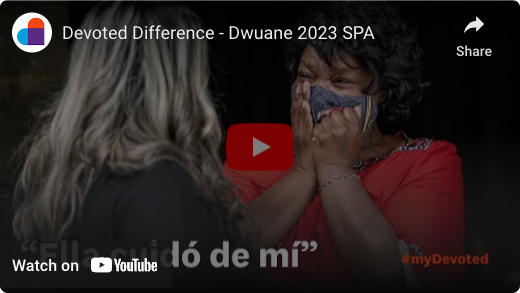 Devoted Difference - Dwuane 2023 SPA
Share
“Ella cuidó de mí”
#myDevoted
Watch on YouTube